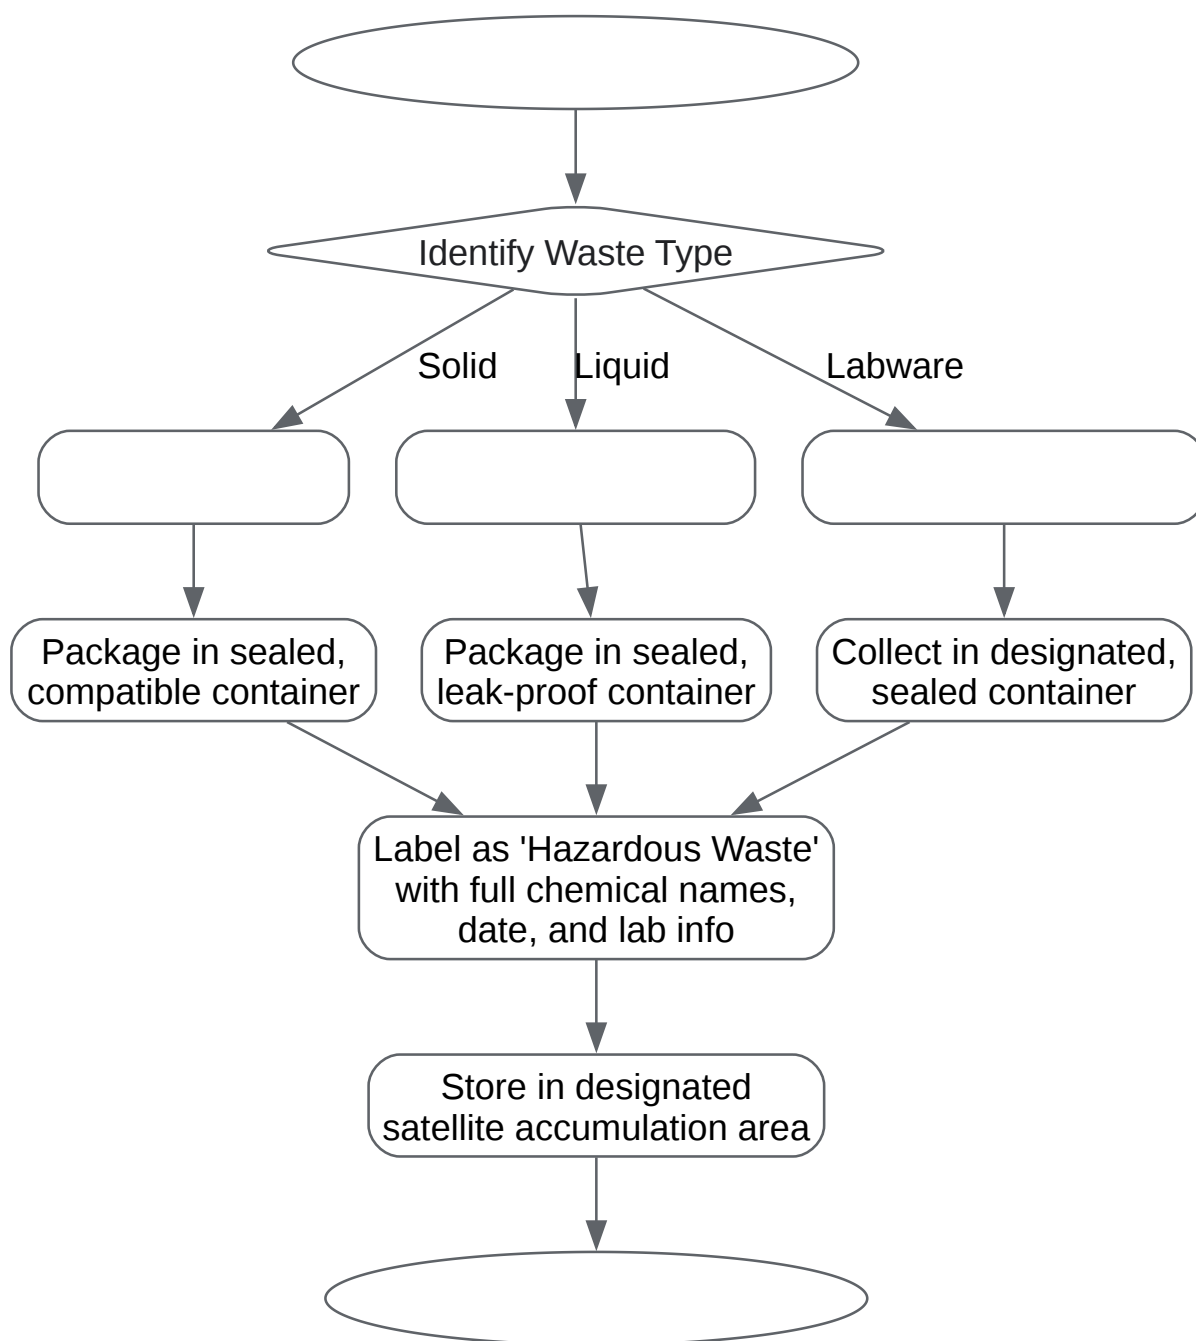 Identify Waste Type
Solid
Liquid
Labware
Package in sealed,
compatible container
Package in sealed,
leak-proof container
Collect in designated,
sealed container
Label as 'Hazardous Waste'
with full chemical names,
date, and lab info
Store in designated
satellite accumulation area